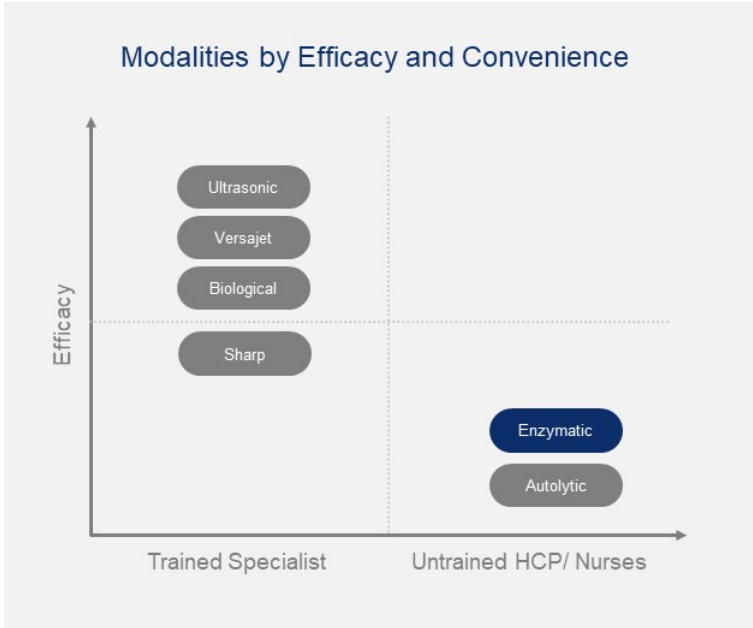 Modalities by Efficacy and Convenience
Ultrasonic
Versajet
Biological
Sharp
Enzymatic
Autolytic
Efficacy
Trained Specialist
Untrained HCP/ Nurses